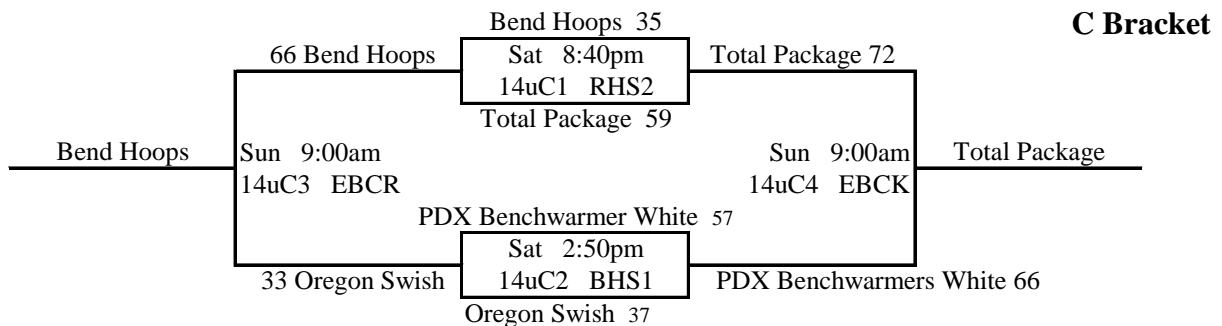 Bend Hoops 35
C Bracket
66 Bend Hoops
Sat 8:40pm
Total Package 72
14uC1 RHS2
Total Package 59
Bend Hoops
Sun 9:00am
14uC3 EBCR
Sun 9:00am
14uC4 EBCK
Total Package
PDX Benchwarmer White 57
Sat 2:50pm
33 Oregon Swish
14uC2 BHS1
PDX Benchwarmers White 66
Oregon Swish 37